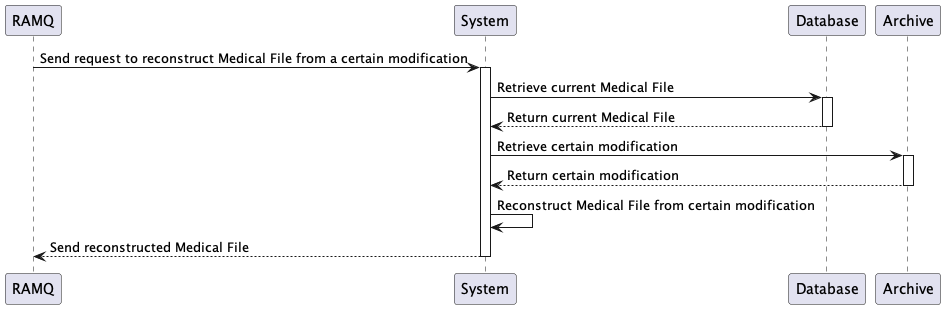 RAMQ
System
Database
Archive
Send request to reconstruct Medical File from a certain modification
Retrieve current Medical File
Return current Medical File
Retrieve certain modification
Return certain modification
Reconstruct Medical File from certain modification
Send reconstructed Medical File
RAMQ
System
Database
Archive